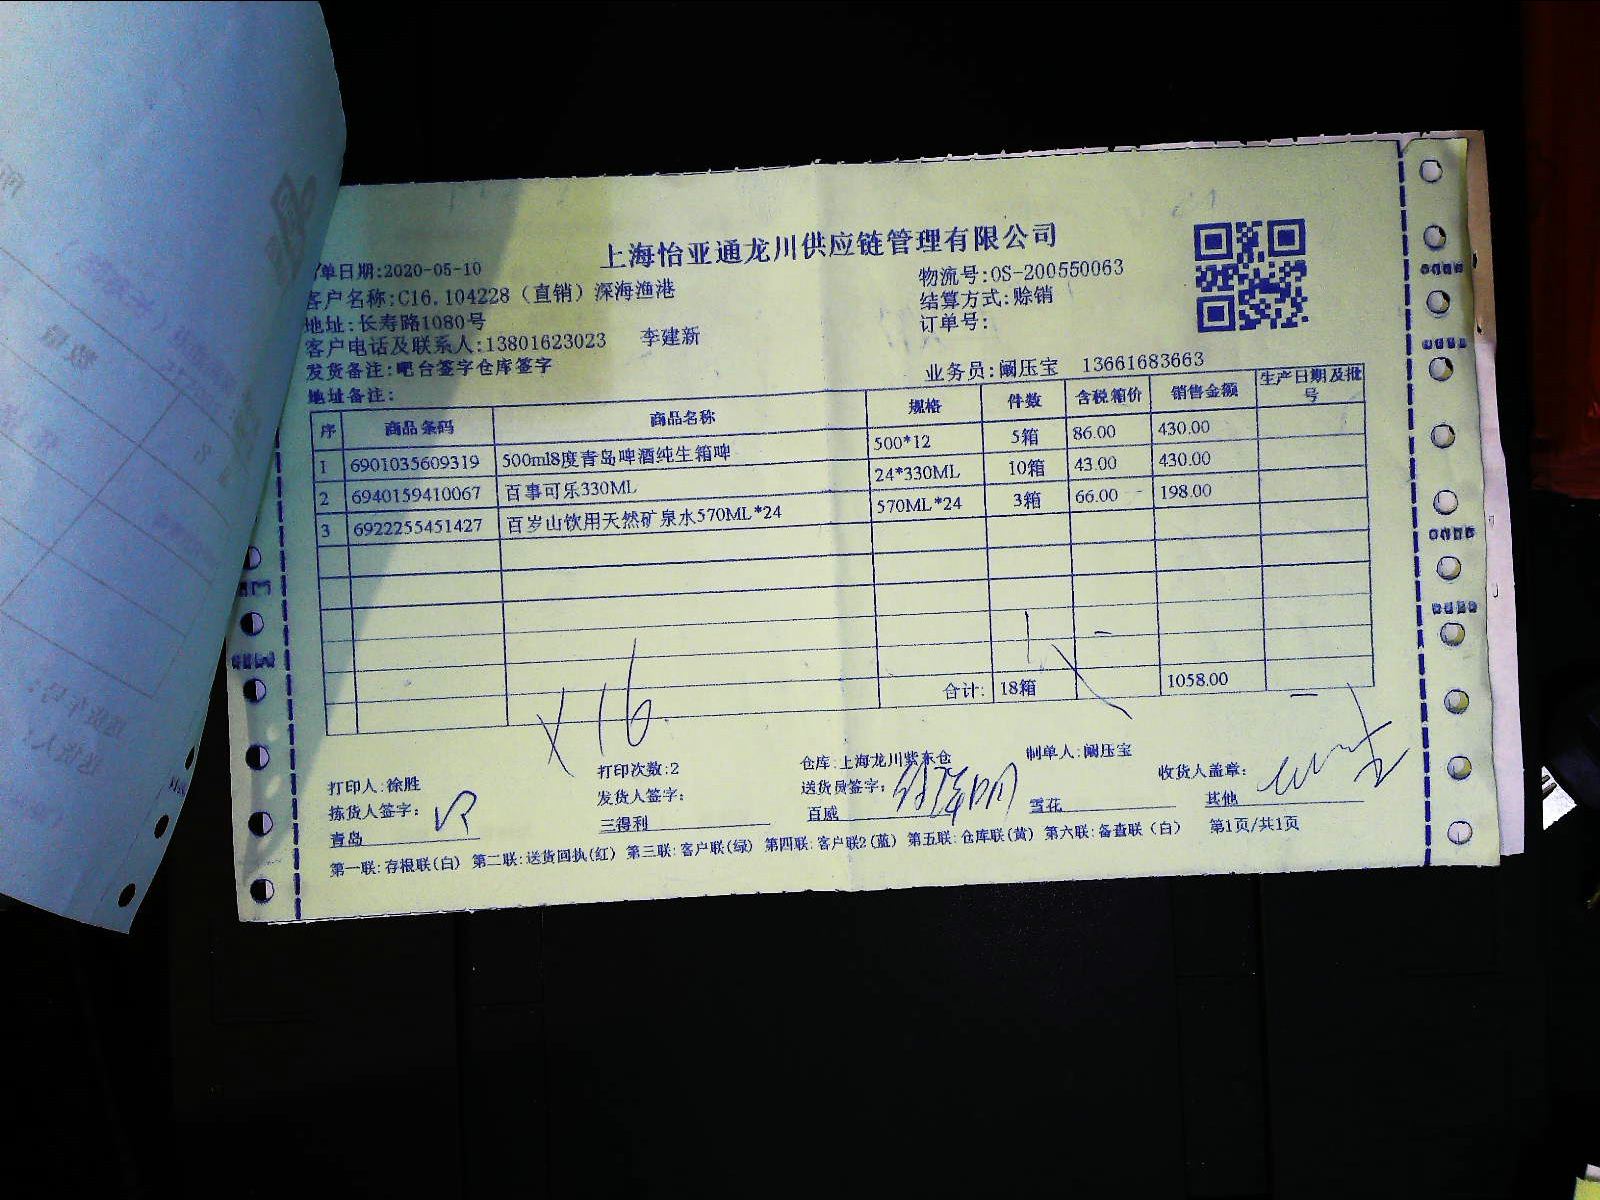 上海怡亚通龙川供应链管理有限公司
单日期:2020-05-10
物流号:OS-200550063
客户名称:C16.104228（直销）深海渔港
结算方式:赊销
地址:长寿路1080号
订单号:
客户电话及联系人:13801623023 李建新
发货备注:吧台签字仓库签字
业务员:阚压宝 13661683663
地址备注:
序 商品条码 商品名称 规格 件数 含税箱价 销售金额 生产日期及批号
1 6901035609319 500ml8度青岛啤酒纯生箱啤 500*12 5箱 86.00 430.00
2 6940159410067 百事可乐330ML 24*330ML 10箱 43.00 430.00
3 6922255451427 百岁山饮用天然矿泉水570ML*24 570ML*24 3箱 66.00 198.00
合计: 18箱 1058.00
X16
打印人:徐胜 打印次数:2 仓库:上海龙川紫东仓 制单人:阚压宝
拣货人签字: 发货人签字: 送货员签字: 收货人盖章:
青岛 三得利 百威 雪花 其他
第一联:存根联(白) 第二联:送货回执(红) 第三联:客户联(绿) 第四联:客户联2(蓝) 第五联:仓库联(黄) 第六联:备查联（白） 第1页/共1页